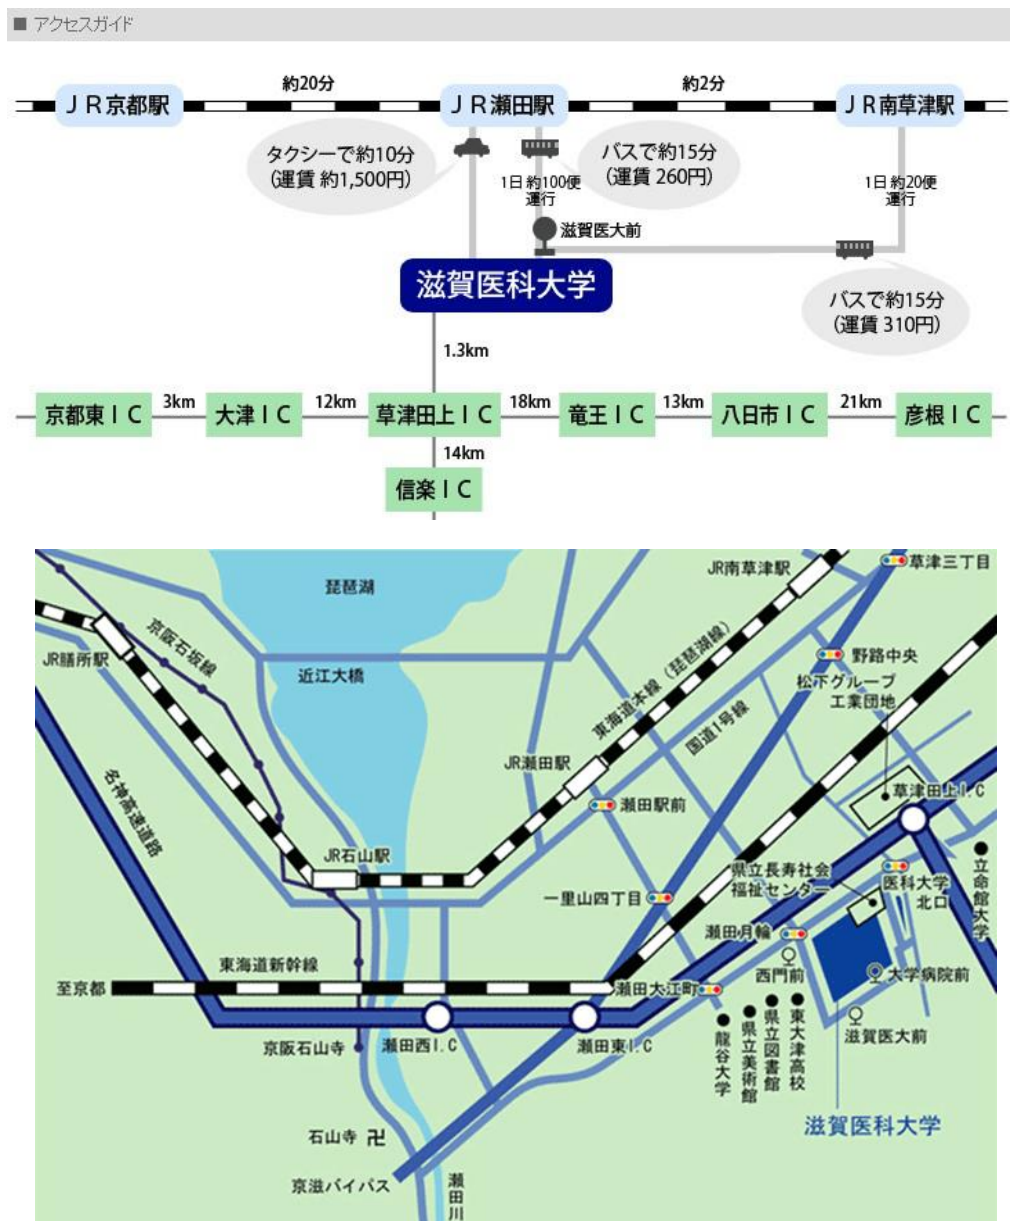 ■ アクセスガイド
約20分
約2分
ＪＲ京都駅
ＪＲ瀬田駅
ＪＲ南草津駅
タクシーで約10分
（運賃 約1,500円）
バスで約15分
（運賃 260円）
1日 約100便
運行
1日 約20便
運行
滋賀医大前
滋賀医科大学
バスで約15分
（運賃 310円）
1.3km
京都東ＩＣ
3km
大津ＩＣ
12km
草津田上ＩＣ
18km
竜王ＩＣ
13km
八日市ＩＣ
21km
彦根ＩＣ
14km
信楽ＩＣ
琵琶湖
JR南草津駅
草津三丁目
京阪石坂線
JR膳所駅
近江大橋
東海道本線（琵琶湖線）
野路中央
松下グループ
工業団地
国道1号線
JR瀬田駅
瀬田駅前
名神高速道路
草津田上I.C
JR石山駅
県立長寿社会
福祉センター
医科大学
北口
立命館大学
一里山四丁目
瀬田月輪
東海道新幹線
至京都
瀬田大江町
西門前
大学病院前
京阪石山寺
瀬田西I.C
瀬田東I.C
龍谷大学
県立美術館
県立図書館
東大津高校
滋賀医大前
滋賀医科大学
石山寺 卍
京滋バイパス
瀬田川